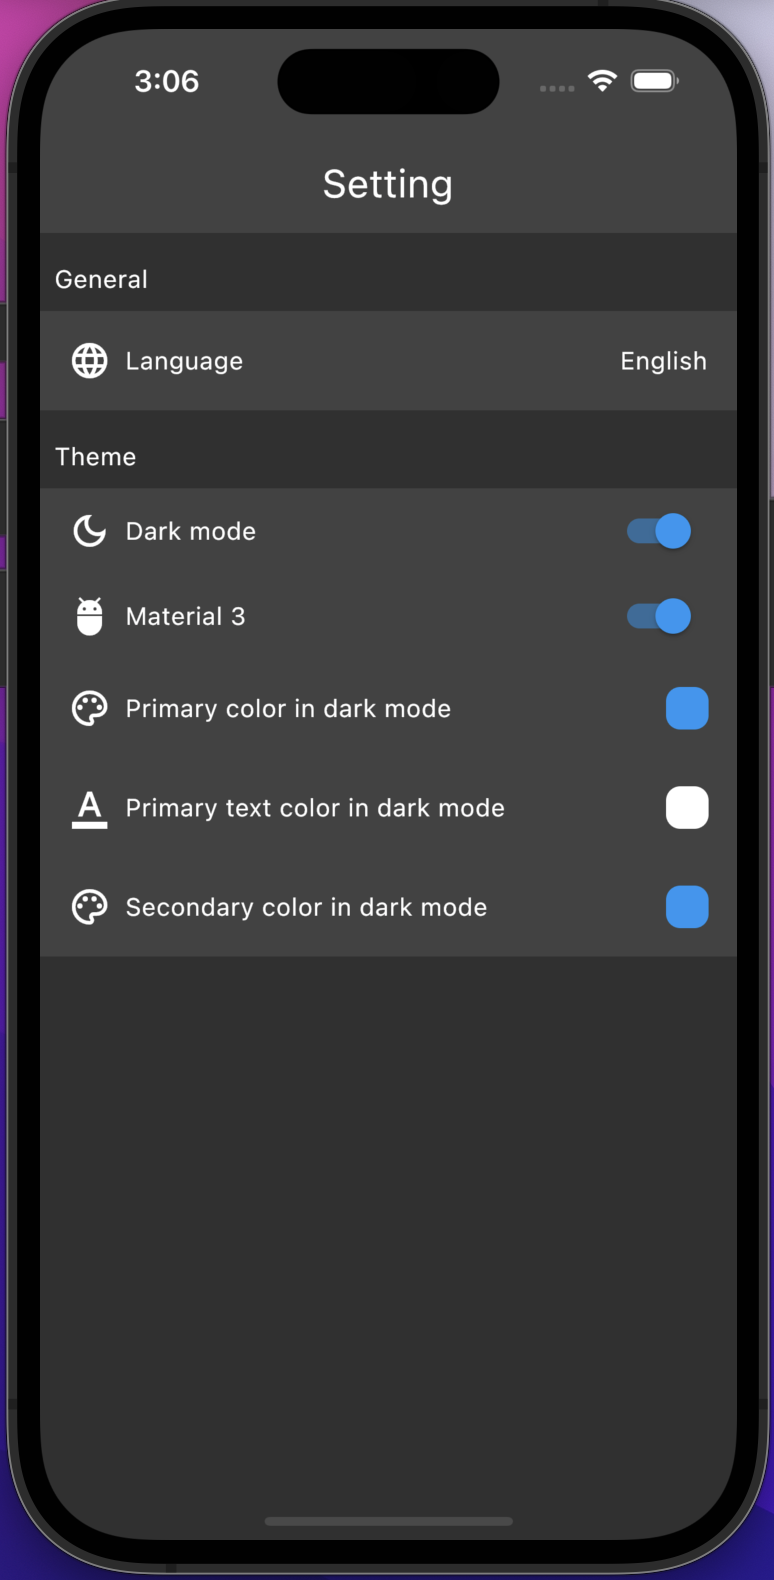 3:06
Setting
General
Language English
Theme
Dark mode
Material 3
Primary color in dark mode
A Primary text color in dark mode
Secondary color in dark mode